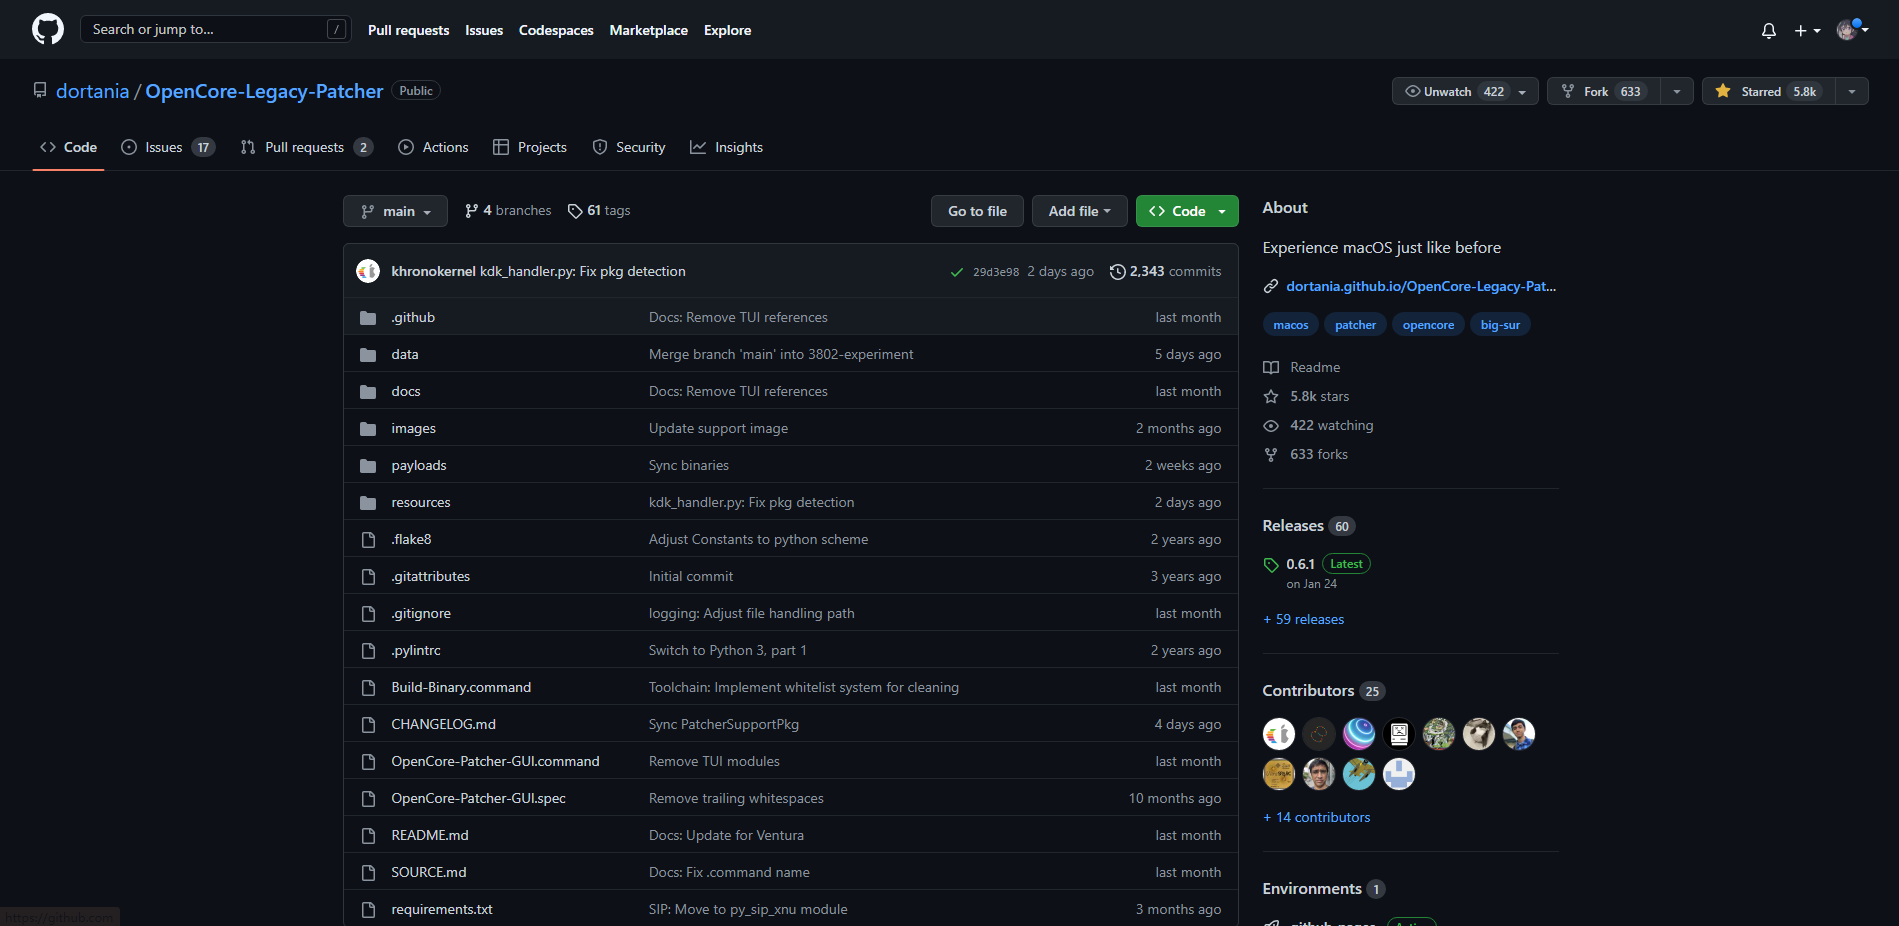 Search or jump to... /
Pull requests Issues Codespaces Marketplace Explore
dortania / OpenCore-Legacy-Patcher Public
Unwatch 422 Fork 633 Starred 5.8k
Code Issues 17 Pull requests 2 Actions Projects Security Insights
main 4 branches 61 tags Go to file Add file Code
khronokernel kdk_handler.py: Fix pkg detection 29d3e98 2 days ago 2,343 commits
.github Docs: Remove TUI references last month
data Merge branch 'main' into 3802-experiment 5 days ago
docs Docs: Remove TUI references last month
images Update support image 2 months ago
payloads Sync binaries 2 weeks ago
resources kdk_handler.py: Fix pkg detection 2 days ago
.flake8 Adjust Constants to python scheme 2 years ago
.gitattributes Initial commit 3 years ago
.gitignore logging: Adjust file handling path last month
.pylintrc Switch to Python 3, part 1 2 years ago
Build-Binary.command Toolchain: Implement whitelist system for cleaning last month
CHANGELOG.md Sync PatcherSupportPkg 4 days ago
OpenCore-Patcher-GUI.command Remove TUI modules last month
OpenCore-Patcher-GUI.spec Remove trailing whitespaces 10 months ago
README.md Docs: Update for Ventura last month
SOURCE.md Docs: Fix .command name last month
requirements.txt SIP: Move to py_sip_xnu module 3 months ago
About
Experience macOS just like before
dortania.github.io/OpenCore-Legacy-Pat...
macos patcher opencore big-sur
Readme
5.8k stars
422 watching
633 forks
Releases 60
0.6.1 Latest
on Jan 24
+ 59 releases
Contributors 25
+ 14 contributors
Environments 1
github-pages Active
https://github.com